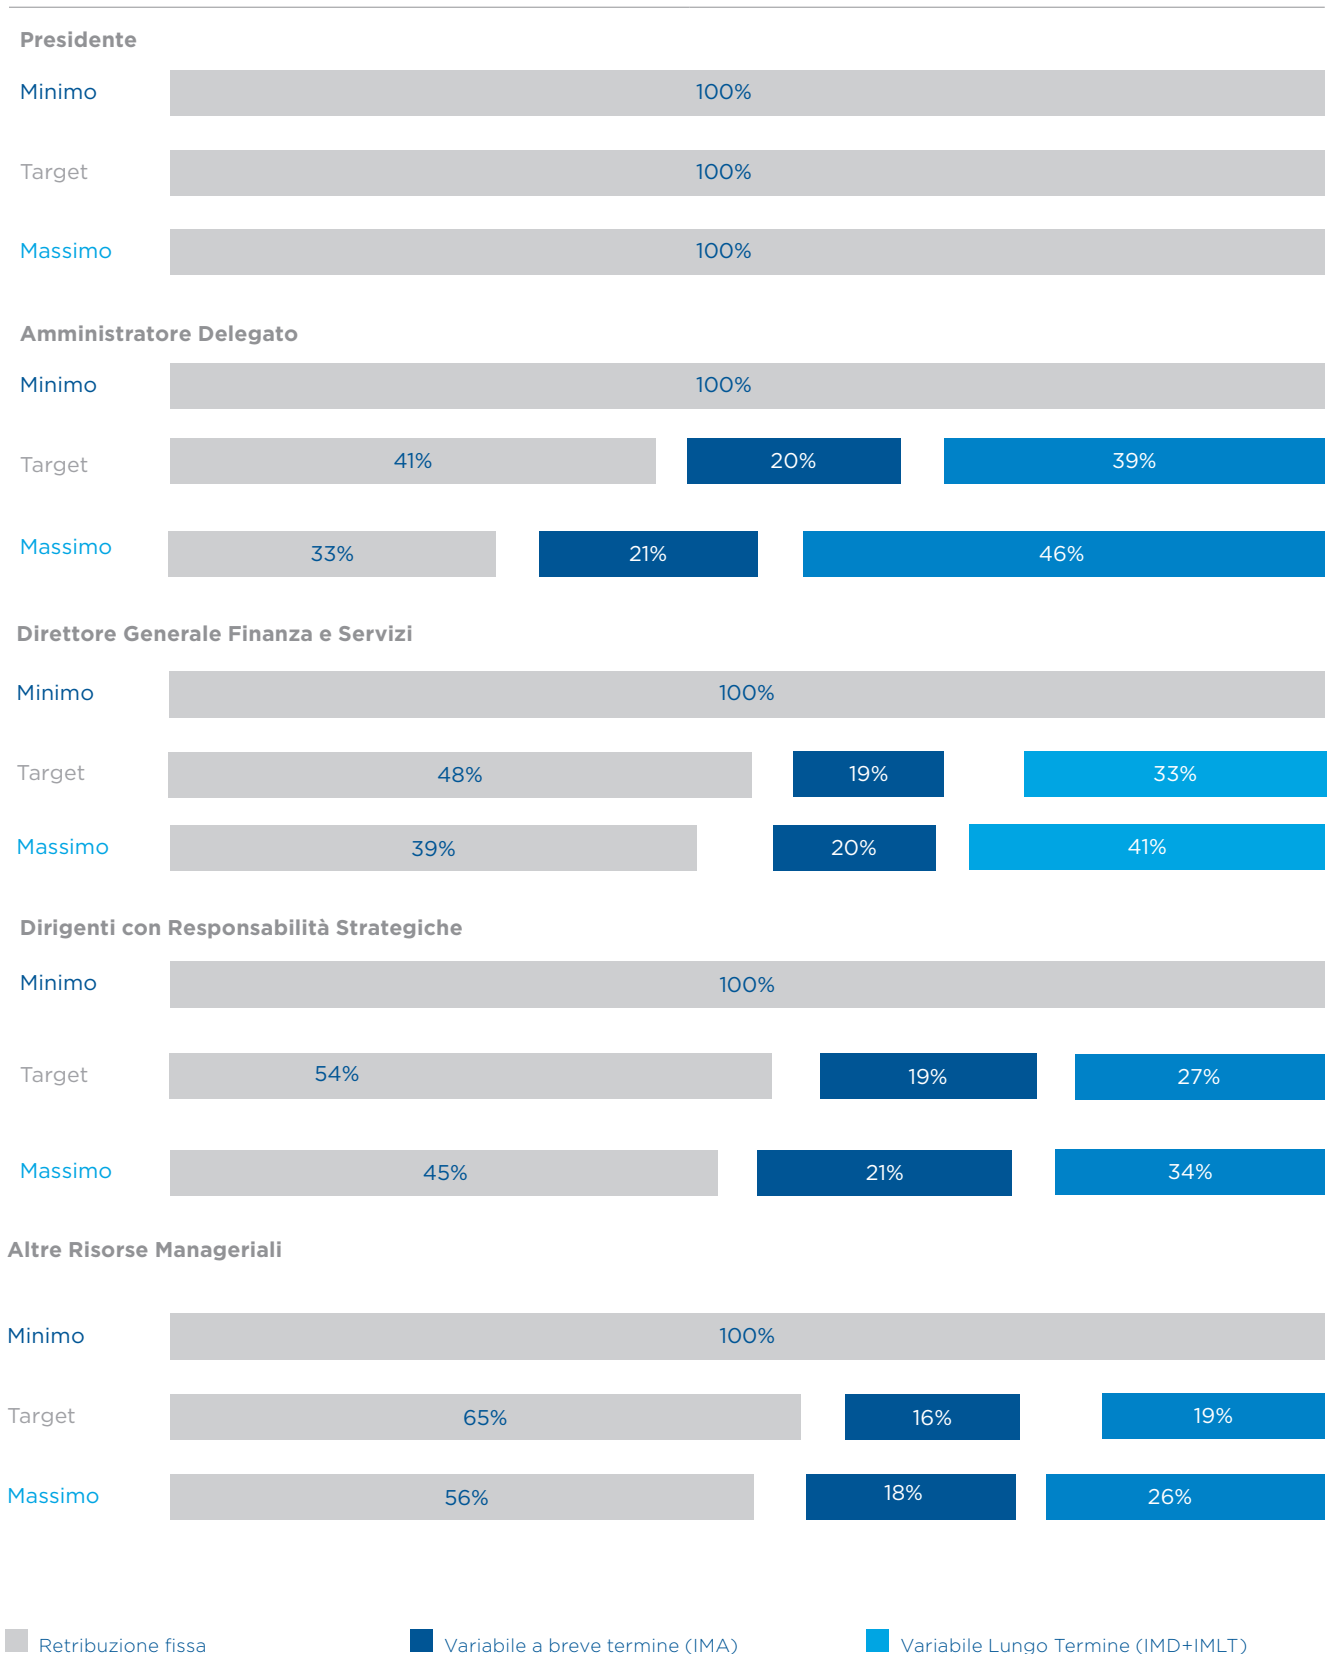 Presidente
Minimo 100%
Target 100%
Massimo 100%
Amministratore Delegato
Minimo 100%
Target 41% 20% 39%
Massimo 33% 21% 46%
Direttore Generale Finanza e Servizi
Minimo 100%
Target 48% 19% 33%
Massimo 39% 20% 41%
Dirigenti con Responsabilità Strategiche
Minimo 100%
Target 54% 19% 27%
Massimo 45% 21% 34%
Altre Risorse Manageriali
Minimo 100%
Target 65% 16% 19%
Massimo 56% 18% 26%
Retribuzione fissa Variabile a breve termine (IMA) Variabile Lungo Termine (IMD+IMLT)